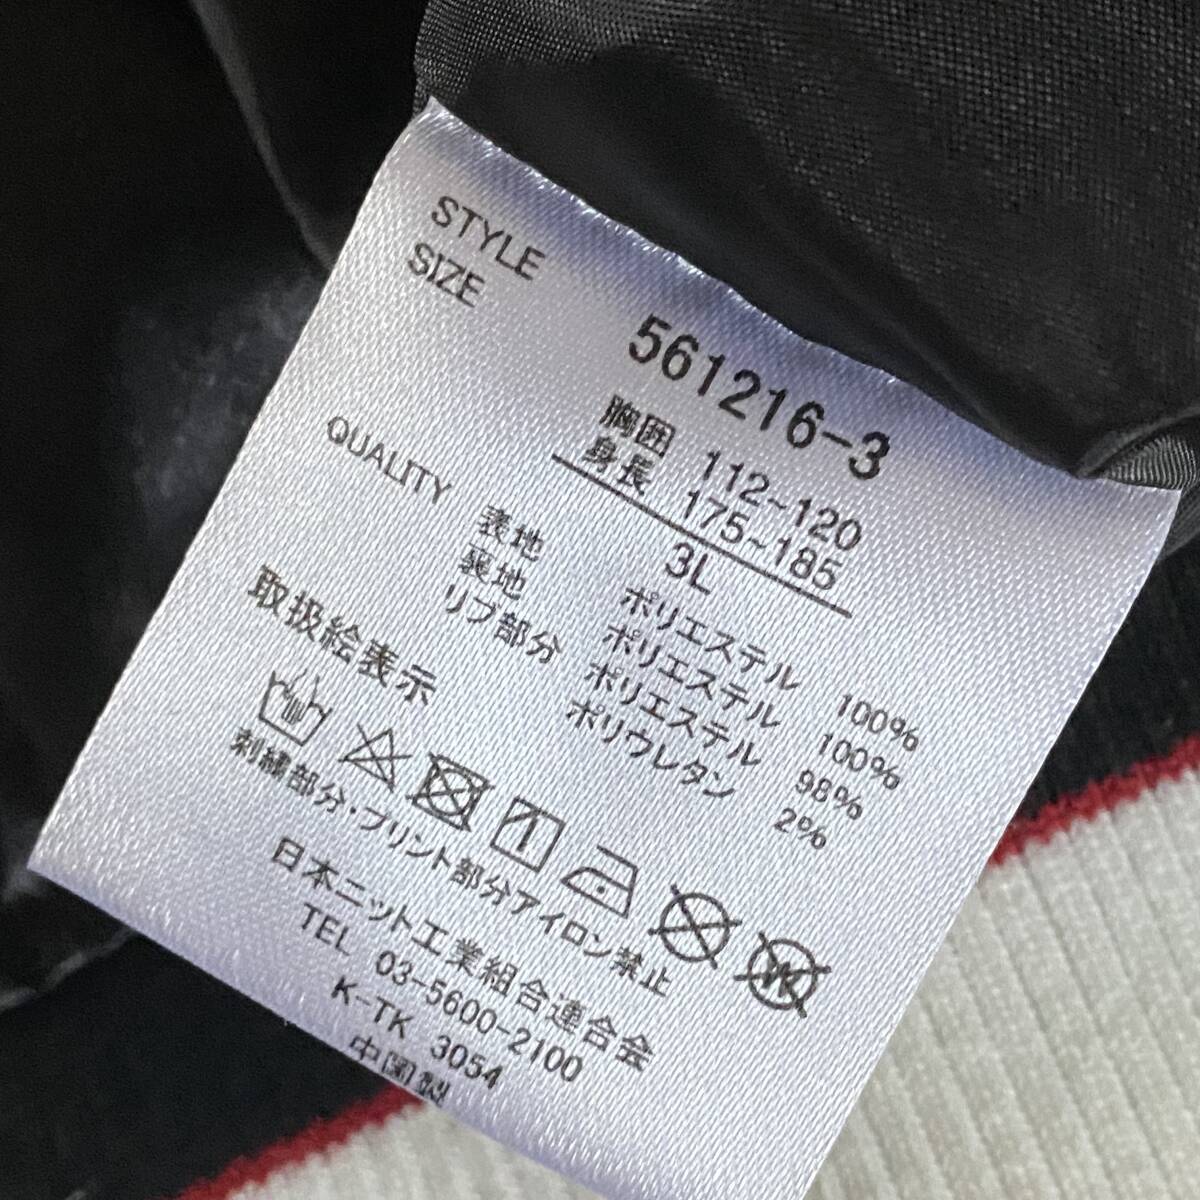 STYLE 561216-3
SIZE 胸囲 112~120
身長 175~185
3L
QUALITY
表地 ポリエステル 100%
裏地 ポリエステル 100%
リブ部分 ポリエステル 98%
ポリウレタン 2%
取扱絵表示
刺繍部分・プリント部分アイロン禁止
日本ニット工業組合連合会
TEL 03-5600-2100
K-TK 3054
中国製